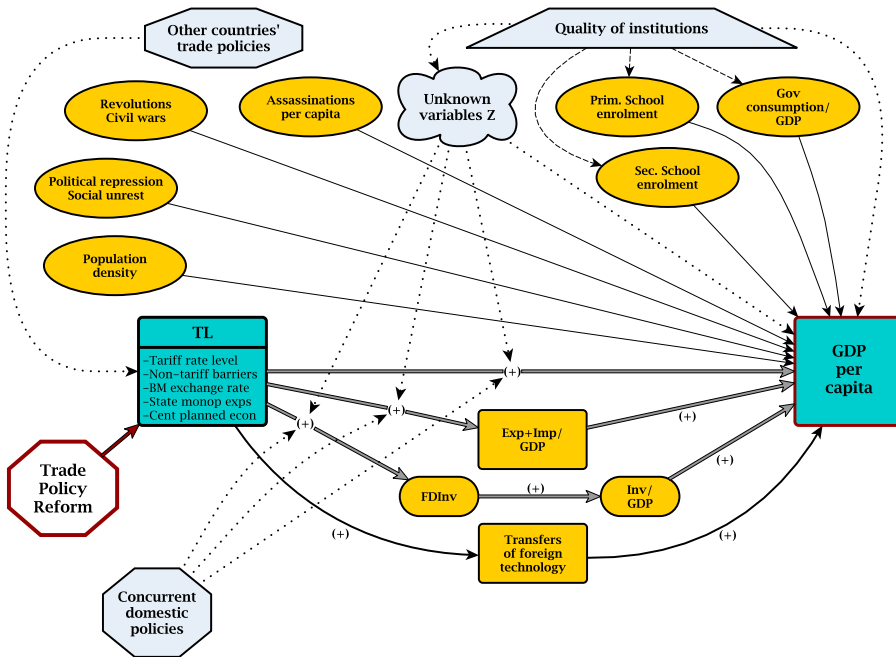 Other countries'
trade policies
Quality of institutions
Revolutions
Civil wars
Assassinations
per capita
Unknown
variables Z
Prim. School
enrolment
Gov
consumption/
GDP
Political repression
Social unrest
Sec. School
enrolment
Population
density
TL
–Tariff rate level
–Non-tariff barriers
–BM exchange rate
–State monop exps
–Cent planned econ
GDP
per
capita
(+)
(+)
(+)
(+)
Exp+Imp/
GDP
(+)
Trade
Policy
Reform
FDInv
(+)
Inv/
GDP
(+)
Transfers
of foreign
technology
(+)
Concurrent
domestic
policies